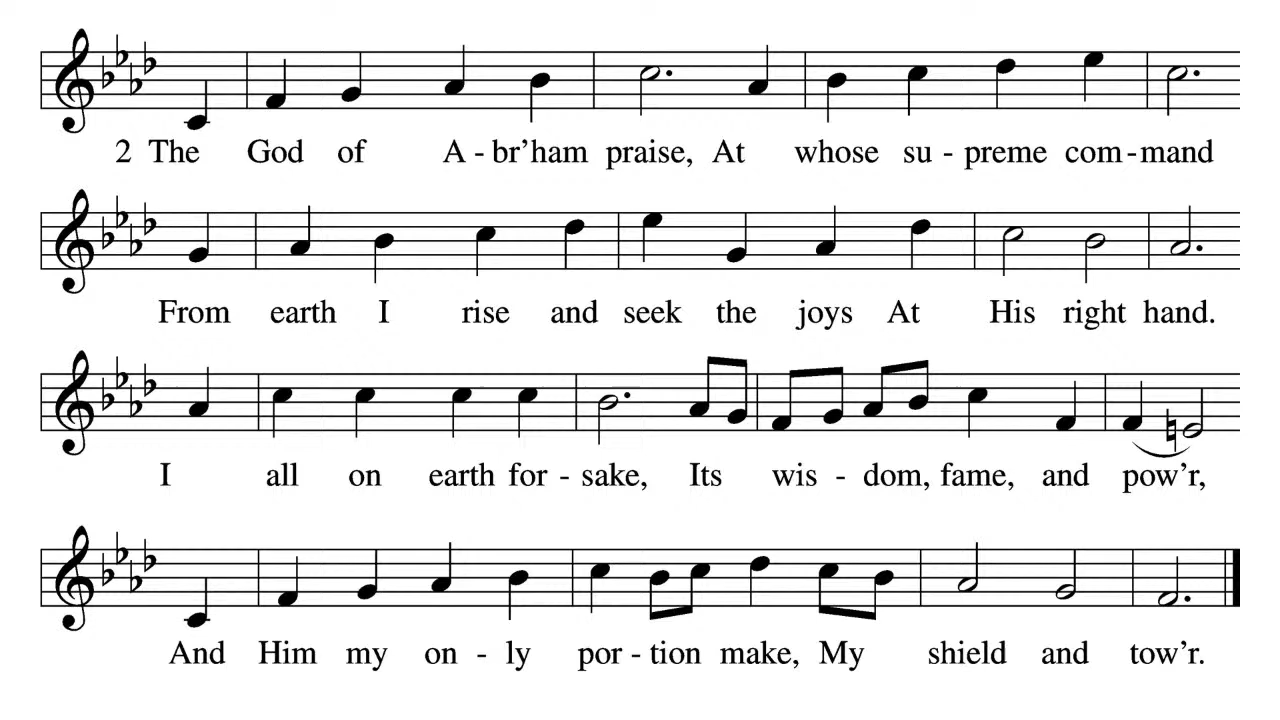 2 The God of A - br’ham praise, At whose su - preme com - mand
From earth I rise and seek the joys At His right hand.
I all on earth for - sake, Its wis - dom, fame, and pow’r,
And Him my on - ly por - tion make, My shield and tow’r.